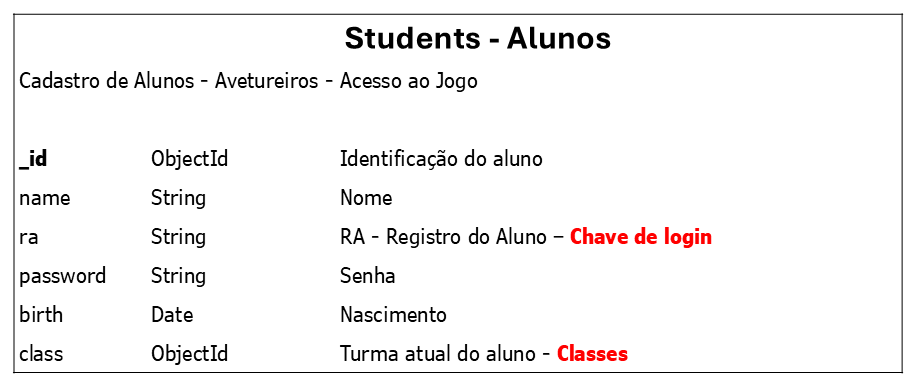 Students - Alunos
Cadastro de Alunos - Avetureiros - Acesso ao Jogo
_id ObjectId Identificação do aluno
name String Nome
ra String RA - Registro do Aluno – Chave de login
password String Senha
birth Date Nascimento
class ObjectId Turma atual do aluno - Classes